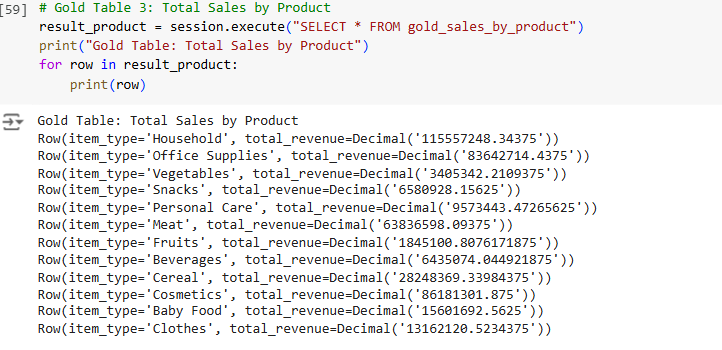 [59] # Gold Table 3: Total Sales by Product
result_product = session.execute("SELECT * FROM gold_sales_by_product")
print("Gold Table: Total Sales by Product")
for row in result_product:
    print(row)
Gold Table: Total Sales by Product
Row(item_type='Household', total_revenue=Decimal('115557248.34375'))
Row(item_type='Office Supplies', total_revenue=Decimal('83642714.4375'))
Row(item_type='Vegetables', total_revenue=Decimal('3405342.2109375'))
Row(item_type='Snacks', total_revenue=Decimal('6580928.15625'))
Row(item_type='Personal Care', total_revenue=Decimal('9573443.47265625'))
Row(item_type='Meat', total_revenue=Decimal('63836598.09375'))
Row(item_type='Fruits', total_revenue=Decimal('1845100.8076171875'))
Row(item_type='Beverages', total_revenue=Decimal('6435074.044921875'))
Row(item_type='Cereal', total_revenue=Decimal('28248369.33984375'))
Row(item_type='Cosmetics', total_revenue=Decimal('86181301.875'))
Row(item_type='Baby Food', total_revenue=Decimal('15601692.5625'))
Row(item_type='Clothes', total_revenue=Decimal('13162120.5234375'))